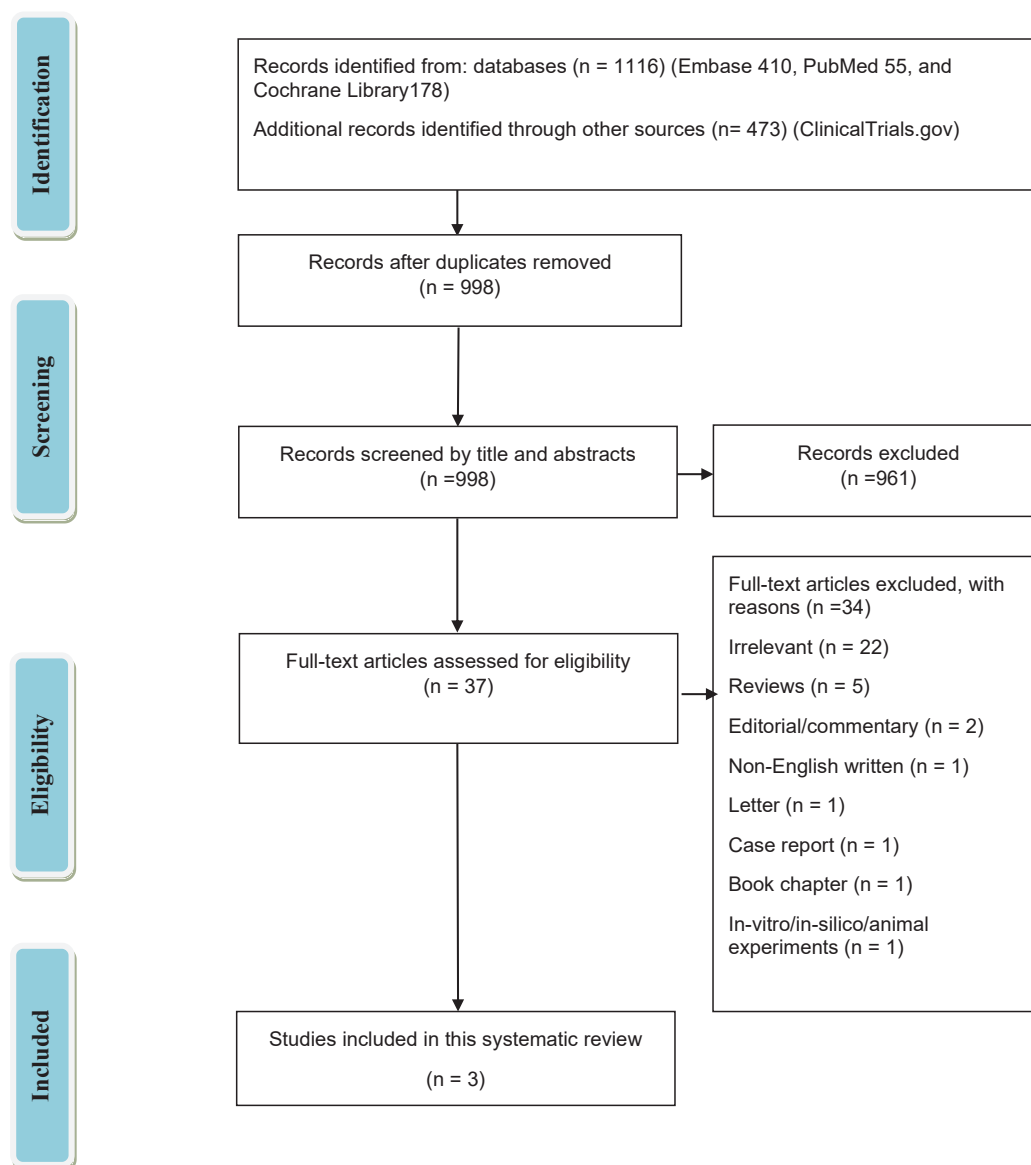 Identification
Records identified from: databases (n = 1116) (Embase 410, PubMed 55, and
Cochrane Library178)
Additional records identified through other sources (n= 473) (ClinicalTrials.gov)
Records after duplicates removed
(n = 998)
Screening
Records screened by title and abstracts
(n =998)
Records excluded
(n =961)
Eligibility
Full-text articles assessed for eligibility
(n = 37)
Full-text articles excluded, with
reasons (n =34)
Irrelevant (n = 22)
Reviews (n = 5)
Editorial/commentary (n = 2)
Non-English written (n = 1)
Letter (n = 1)
Case report (n = 1)
Book chapter (n = 1)
In-vitro/in-silico/animal
experiments (n = 1)
Included
Studies included in this systematic review
(n = 3)